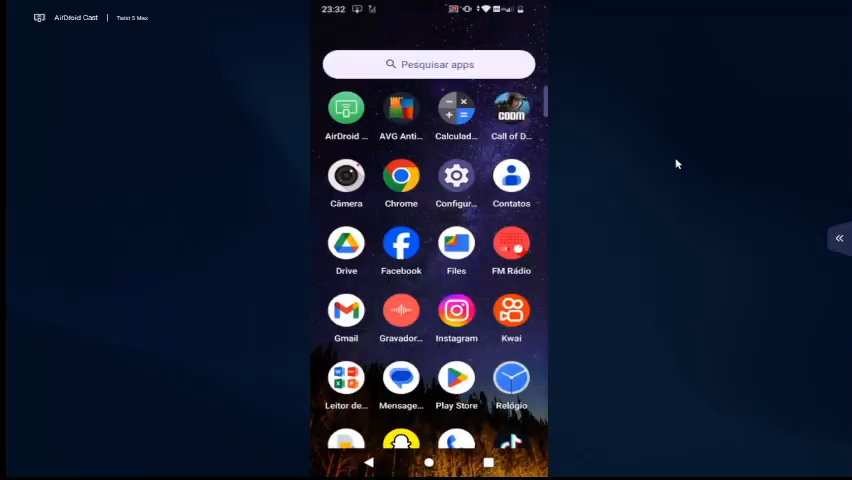 AirDroid Cast | Twist 5 Max
23:32
Pesquisar apps
AirDroid ... AVG Anti... Calculad... Call of D...
Câmera Chrome Configur... Contatos
Drive Facebook Files FM Rádio
Gmail Gravador... Instagram Kwai
Leitor de... Mensage... Play Store Relógio